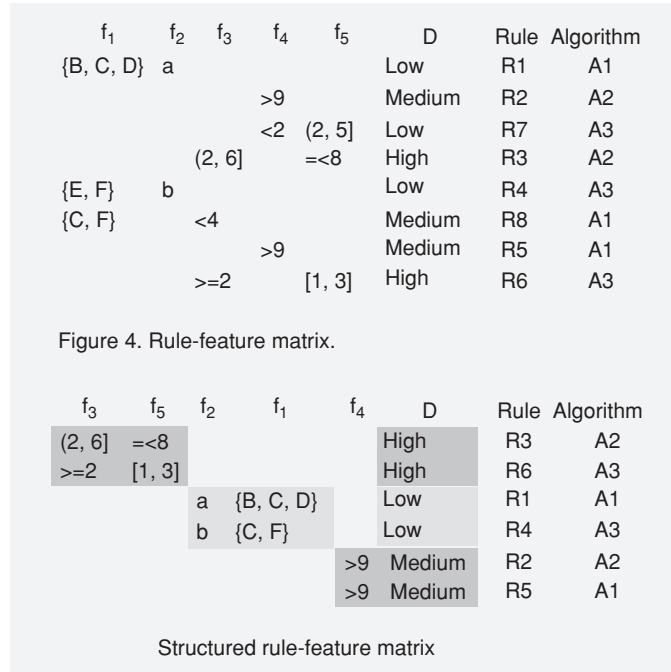 f1 f2 f3 f4 f5 D Rule Algorithm
{B, C, D} a Low R1 A1
>9 Medium R2 A2
<2 (2, 5] Low R7 A3
(2, 6] =<8 High R3 A2
{E, F} b Low R4 A3
{C, F} <4 Medium R8 A1
>9 Medium R5 A1
>=2 [1, 3] High R6 A3
Figure 4. Rule-feature matrix.
f3 f5 f2 f1 f4 D Rule Algorithm
(2, 6] =<8 High R3 A2
>=2 [1, 3] High R6 A3
a {B, C, D} Low R1 A1
b {C, F} Low R4 A3
>9 Medium R2 A2
>9 Medium R5 A1
Structured rule-feature matrix